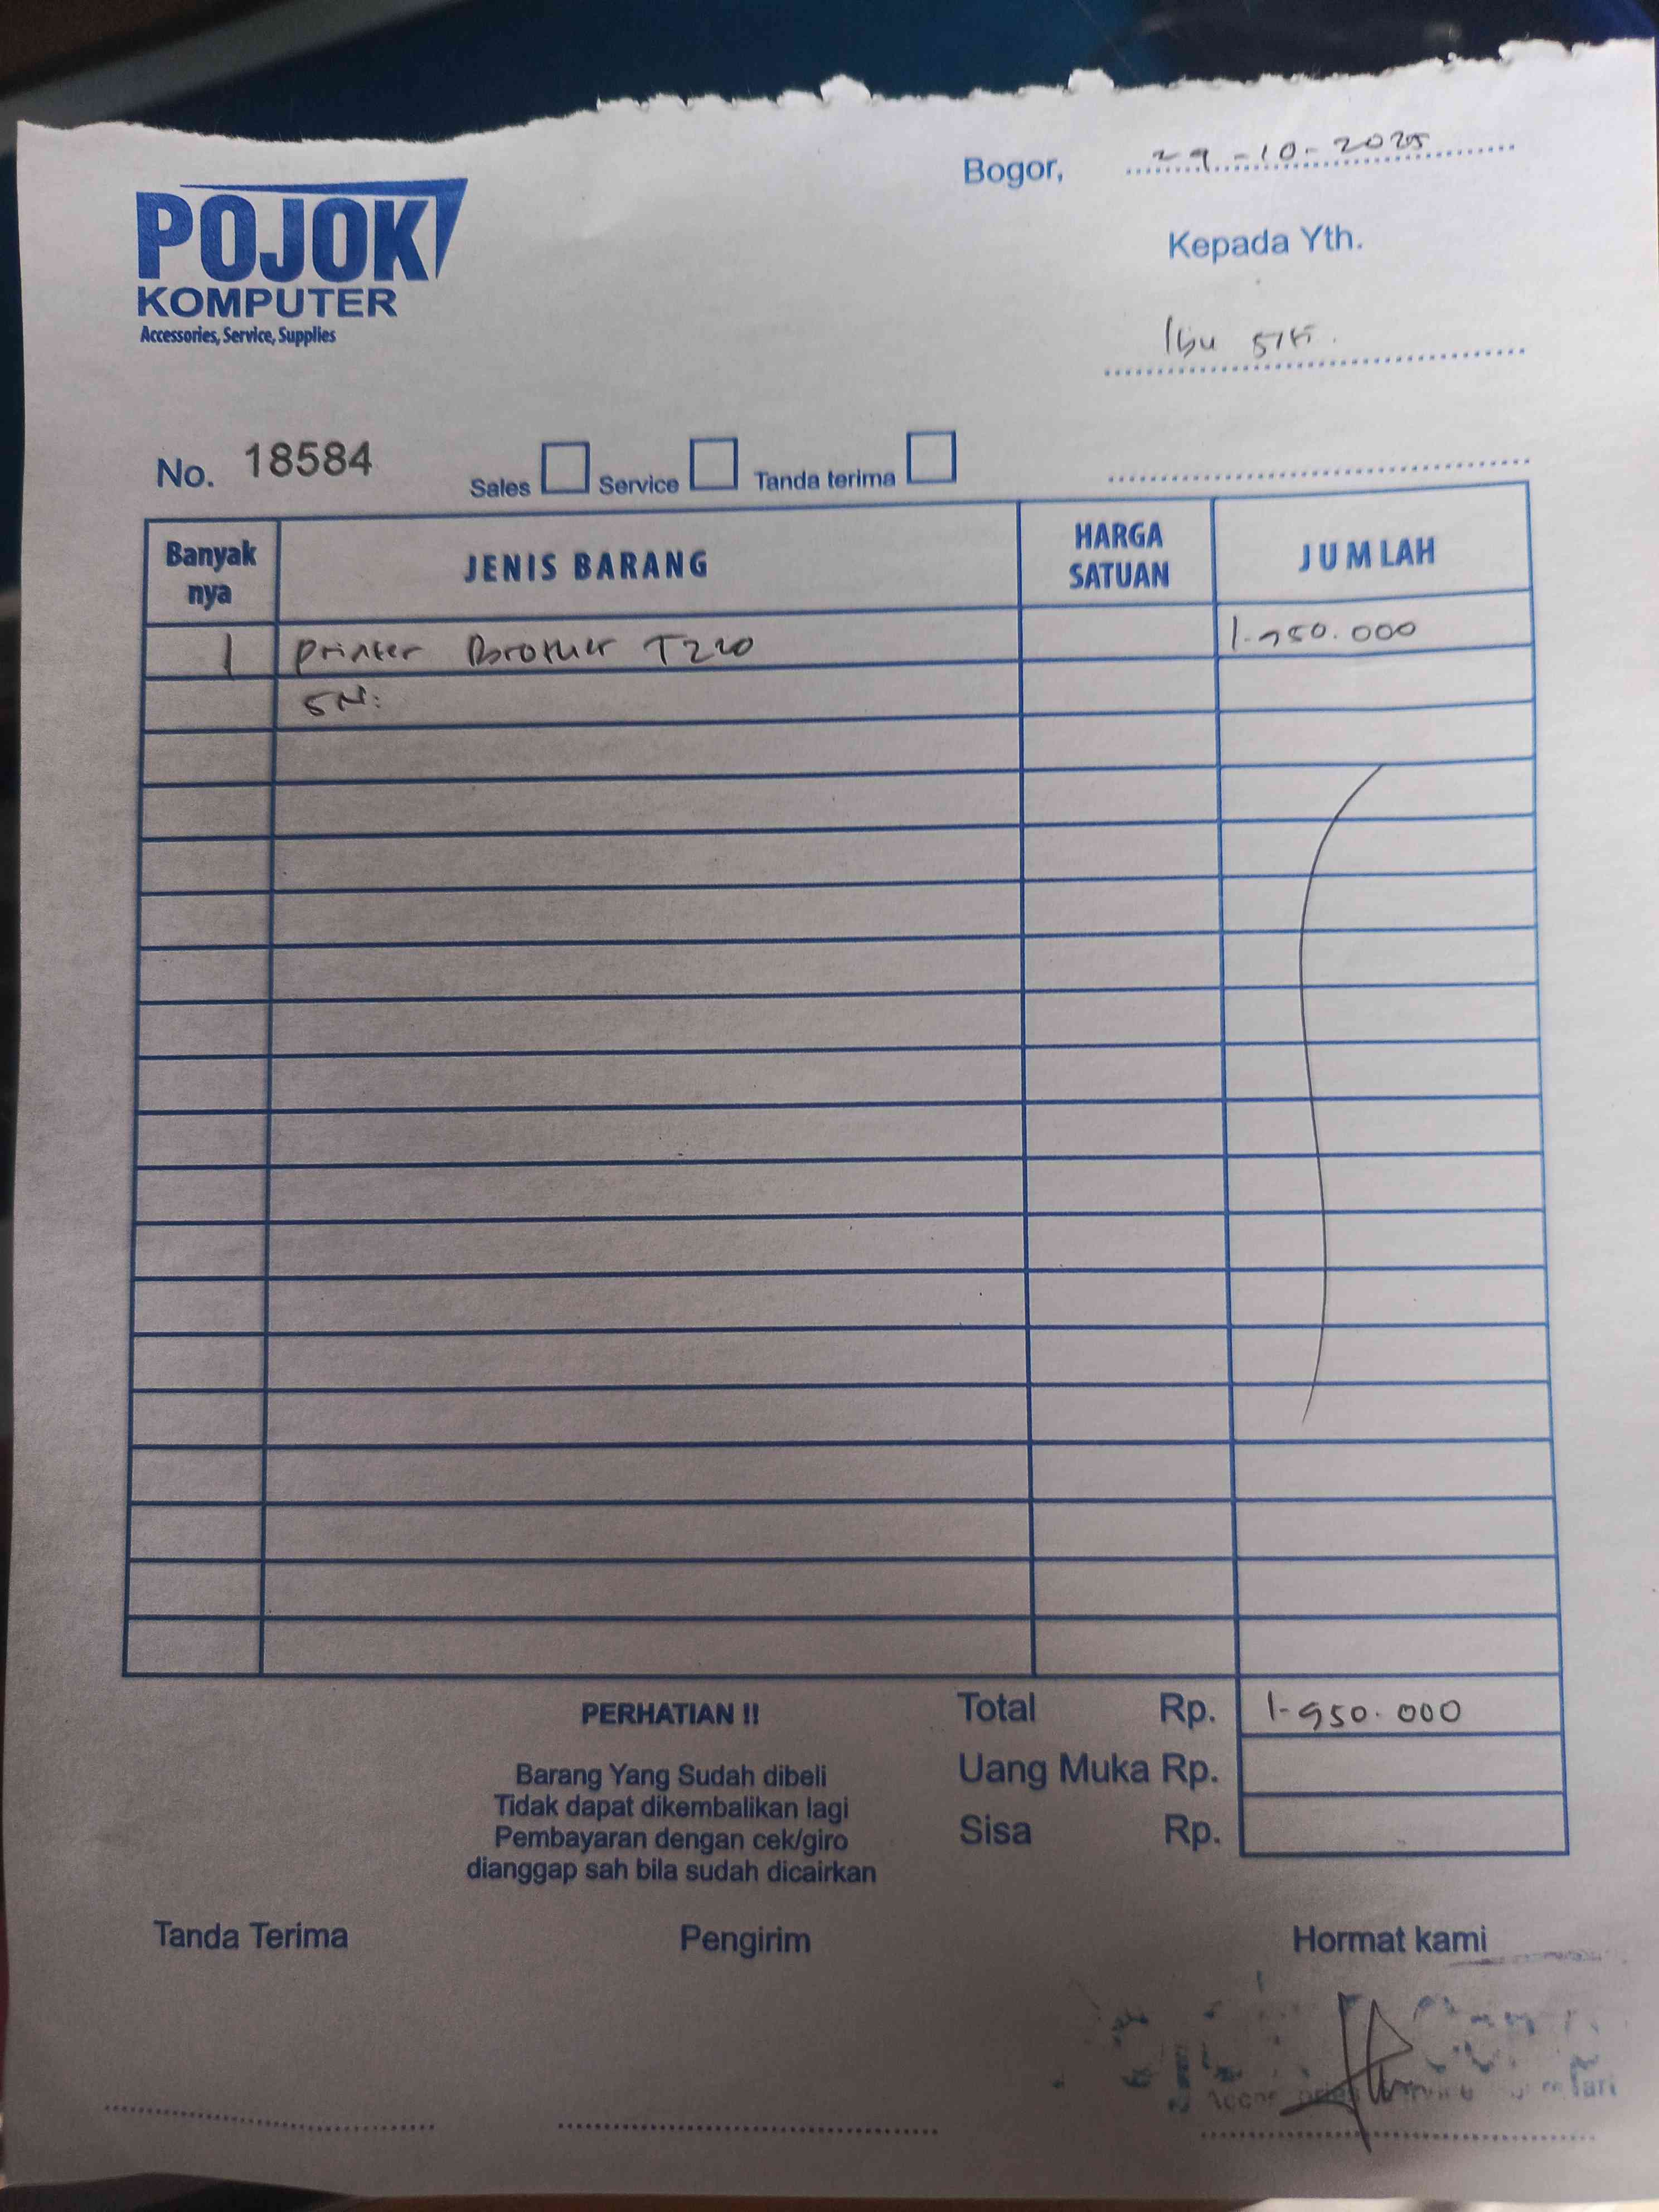 Bogor, 29-10-2025
POJOK
KOMPUTER
Accessories, Service, Supplies
Kepada Yth.
Ibu Siti.
No. 18584
Sales Service Tanda terima
Banyak nya JENIS BARANG HARGA SATUAN JUMLAH
1 Printer Brother T220 1.950.000
SN:
PERHATIAN !!
Barang Yang Sudah dibeli
Tidak dapat dikembalikan lagi
Pembayaran dengan cek/giro
dianggap sah bila sudah dicairkan
Total Rp. 1.950.000
Uang Muka Rp.
Sisa Rp.
Tanda Terima Pengirim Hormat kami